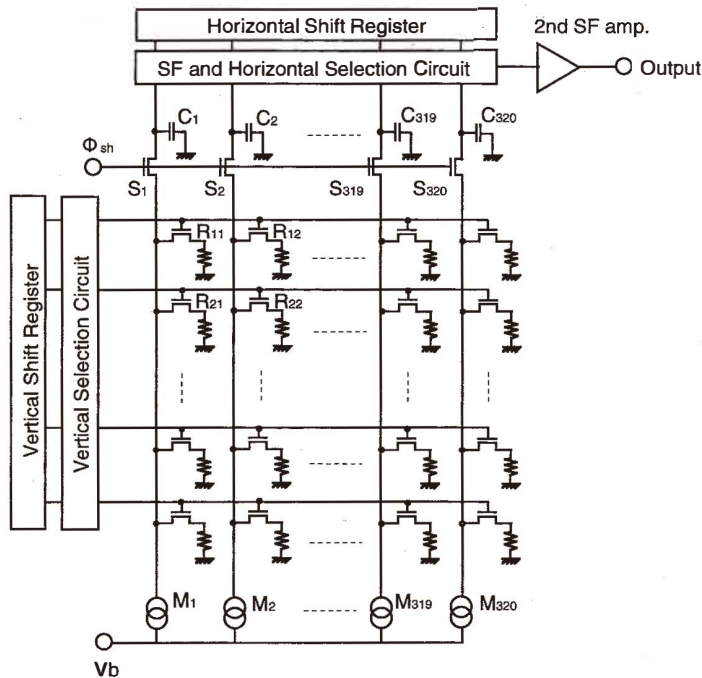 Horizontal Shift Register
2nd SF amp.
SF and Horizontal Selection Circuit
Output
C1
C2
C319
C320
Φsh
S1
S2
S319
S320
Vertical Shift Register
Vertical Selection Circuit
R11
R12
R21
R22
M1
M2
M319
M320
Vb